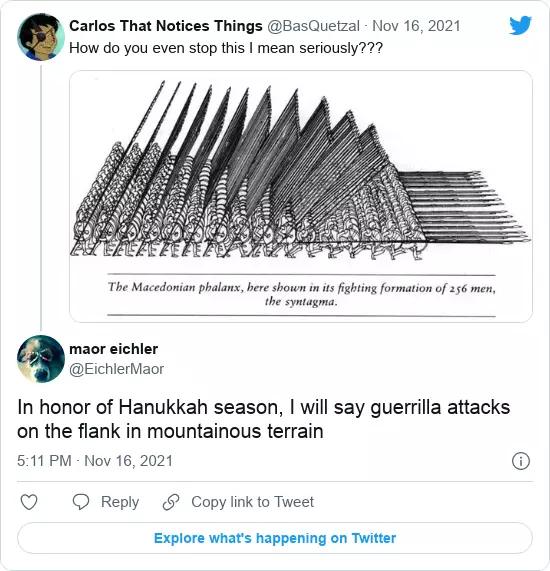 Carlos That Notices Things @BasQuetzal · Nov 16, 2021
How do you even stop this I mean seriously???
The Macedonian phalanx, here shown in its fighting formation of 256 men,
the syntagma.
maor eichler
@EichlerMaor
In honor of Hanukkah season, I will say guerrilla attacks
on the flank in mountainous terrain
5:11 PM · Nov 16, 2021
Reply
Copy link to Tweet
Explore what's happening on Twitter